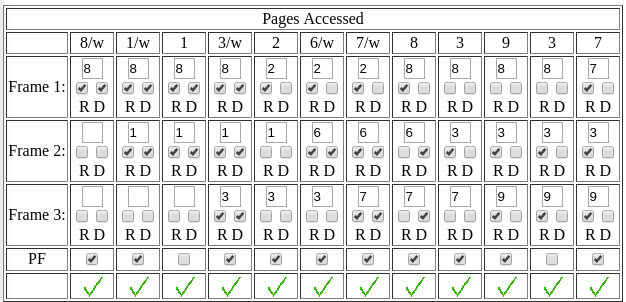 Pages Accessed
8/w 1/w 1 3/w 2 6/w 7/w 8 3 9 3 7
8 8 8 8 2 2 2 8 8 8 8 7
Frame 1:
R D R D R D R D R D R D R D R D R D R D R D R D
1 1 1 1 6 6 6 3 3 3 3
Frame 2:
R D R D R D R D R D R D R D R D R D R D R D R D
3 3 3 7 7 7 9 9 9
Frame 3:
R D R D R D R D R D R D R D R D R D R D R D R D
PF